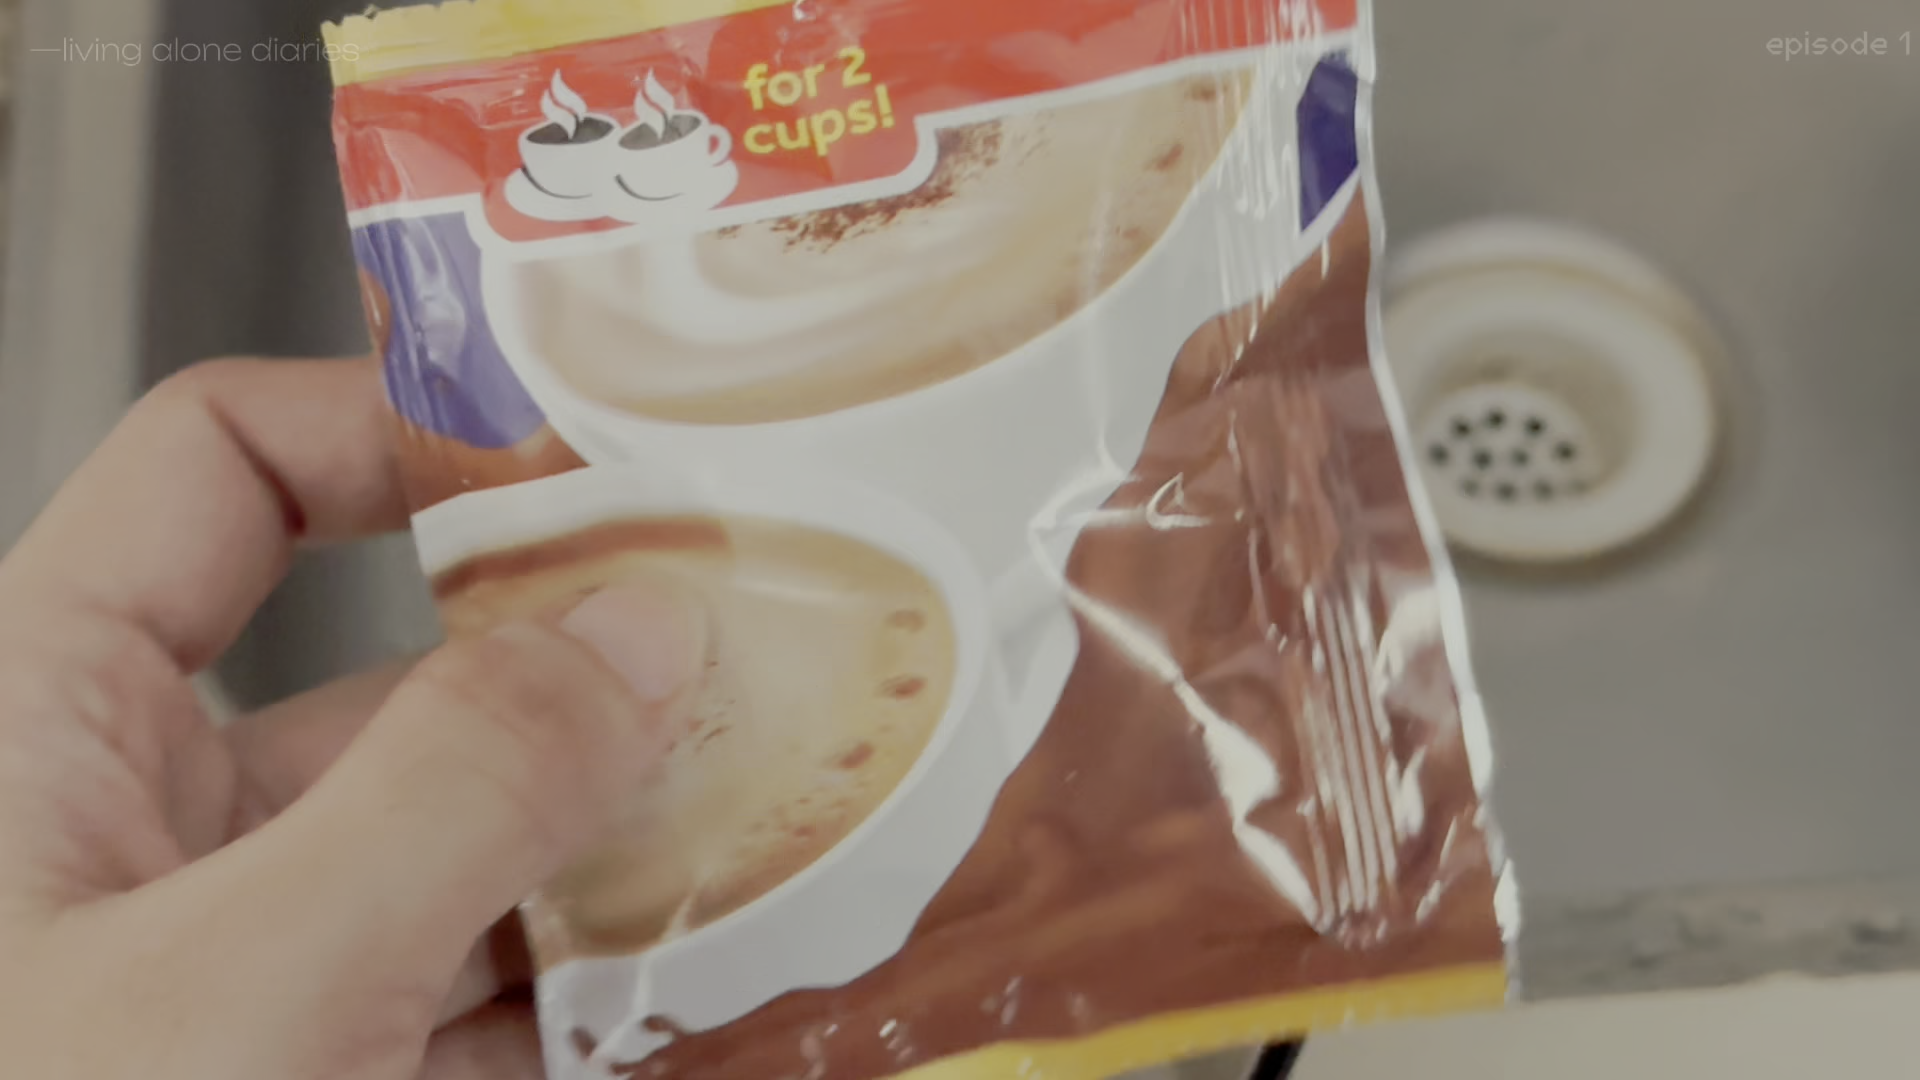 —living alone diaries
episode 1
for 2
cups!